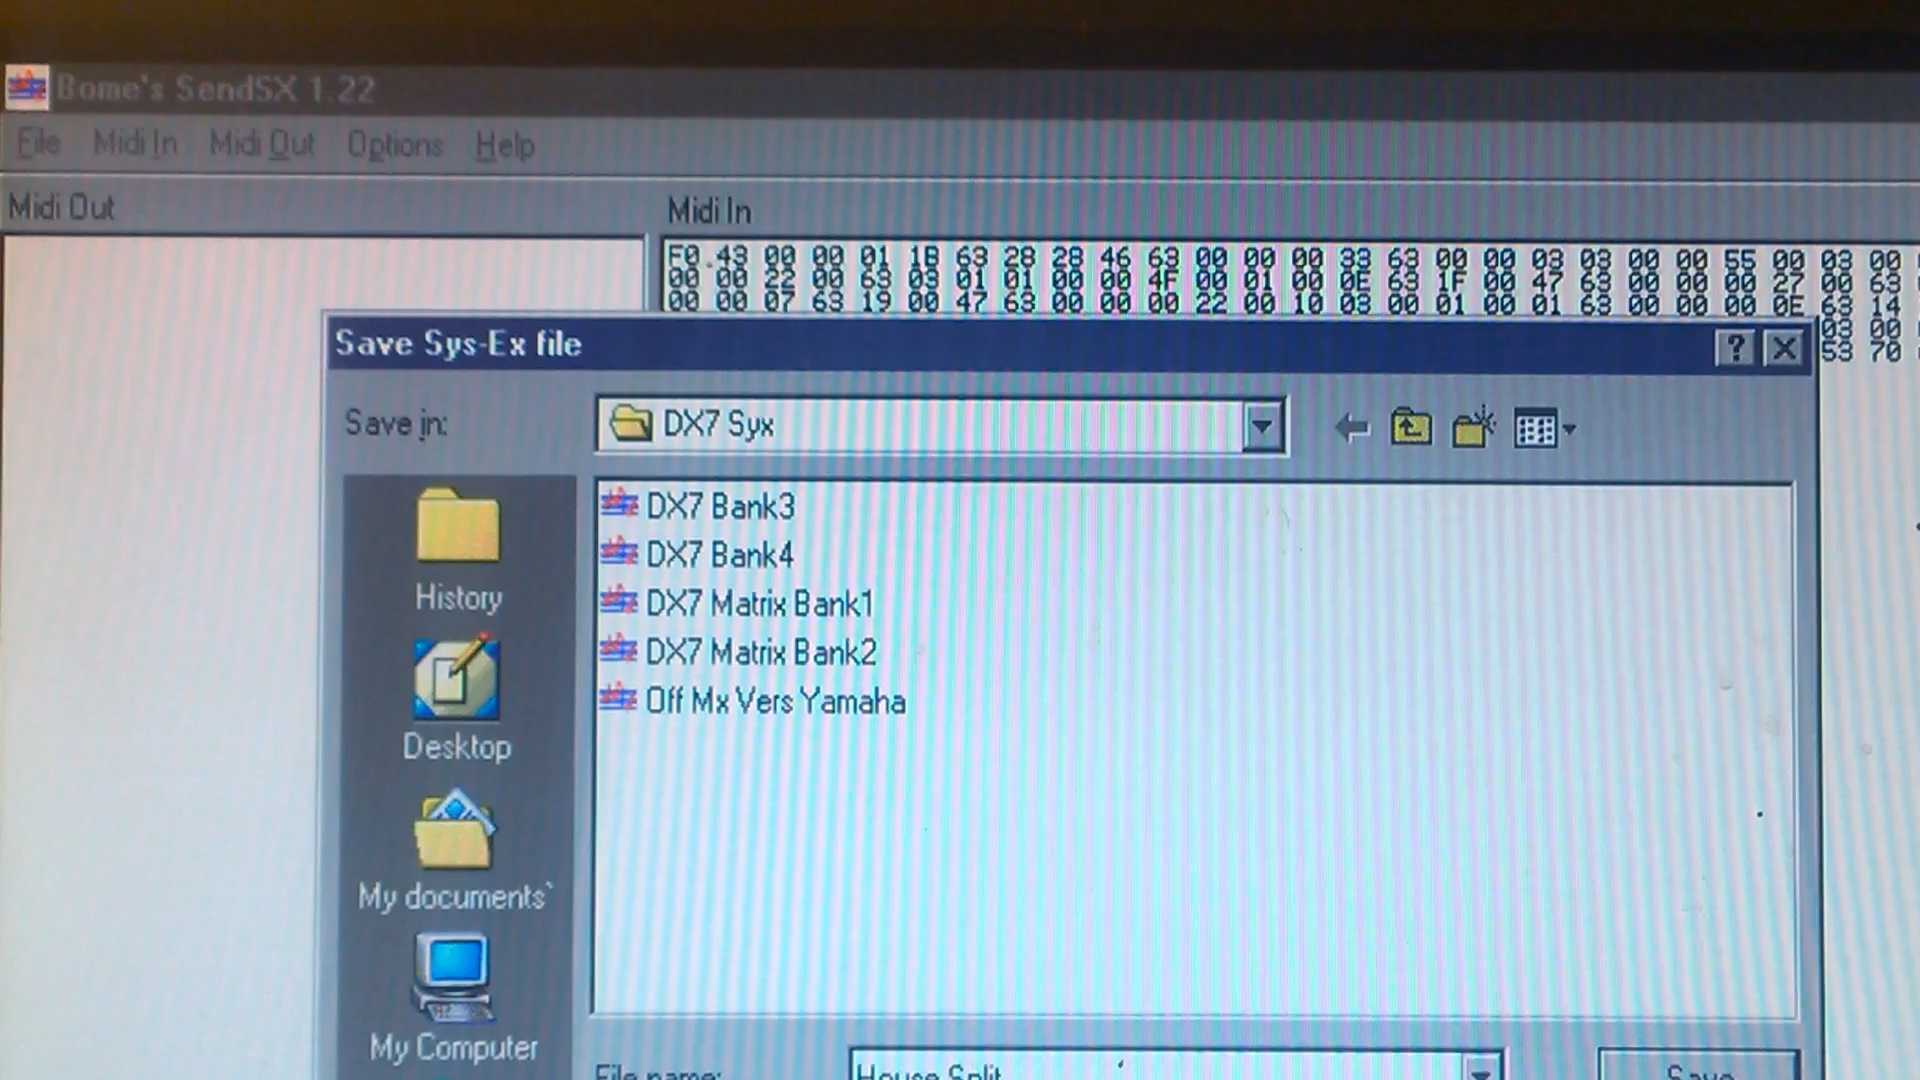 Bome's SendSX 1.22
File Midi In Midi Out Options Help
Midi Out
Midi In
F0 43 00 00 01 1B 63 28 28 46 63 00 00 00 33 63 00 00 03 03 00 00 55 00 03 00
00 00 22 00 63 03 01 01 00 00 4F 00 01 00 0E 63 1F 00 47 63 00 00 00 27 00 63
00 00 07 63 19 00 47 63 00 00 00 22 00 10 03 00 01 00 01 63 00 00 00 0E 63 14
03 00
53 70
Save Sys-Ex file
Save in:
DX7 Syx
History
Desktop
My documents`
My Computer
DX7 Bank3
DX7 Bank4
DX7 Matrix Bank1
DX7 Matrix Bank2
Off Mx Vers Yamaha
File name:
House Split
Save